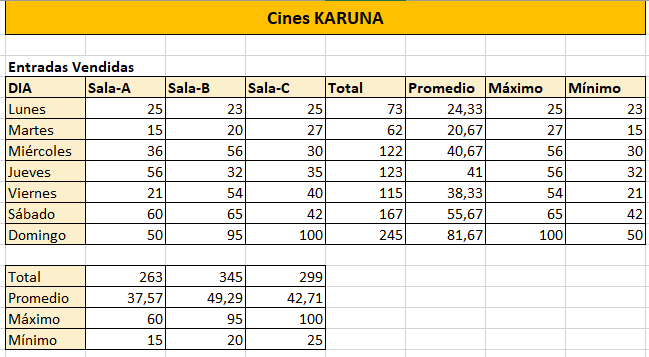 Cines KARUNA
Entradas Vendidas
DIA Sala-A Sala-B Sala-C Total Promedio Máximo Mínimo
Lunes 25 23 25 73 24,33 25 23
Martes 15 20 27 62 20,67 27 15
Miércoles 36 56 30 122 40,67 56 30
Jueves 56 32 35 123 41 56 32
Viernes 21 54 40 115 38,33 54 21
Sábado 60 65 42 167 55,67 65 42
Domingo 50 95 100 245 81,67 100 50
Total 263 345 299
Promedio 37,57 49,29 42,71
Máximo 60 95 100
Mínimo 15 20 25